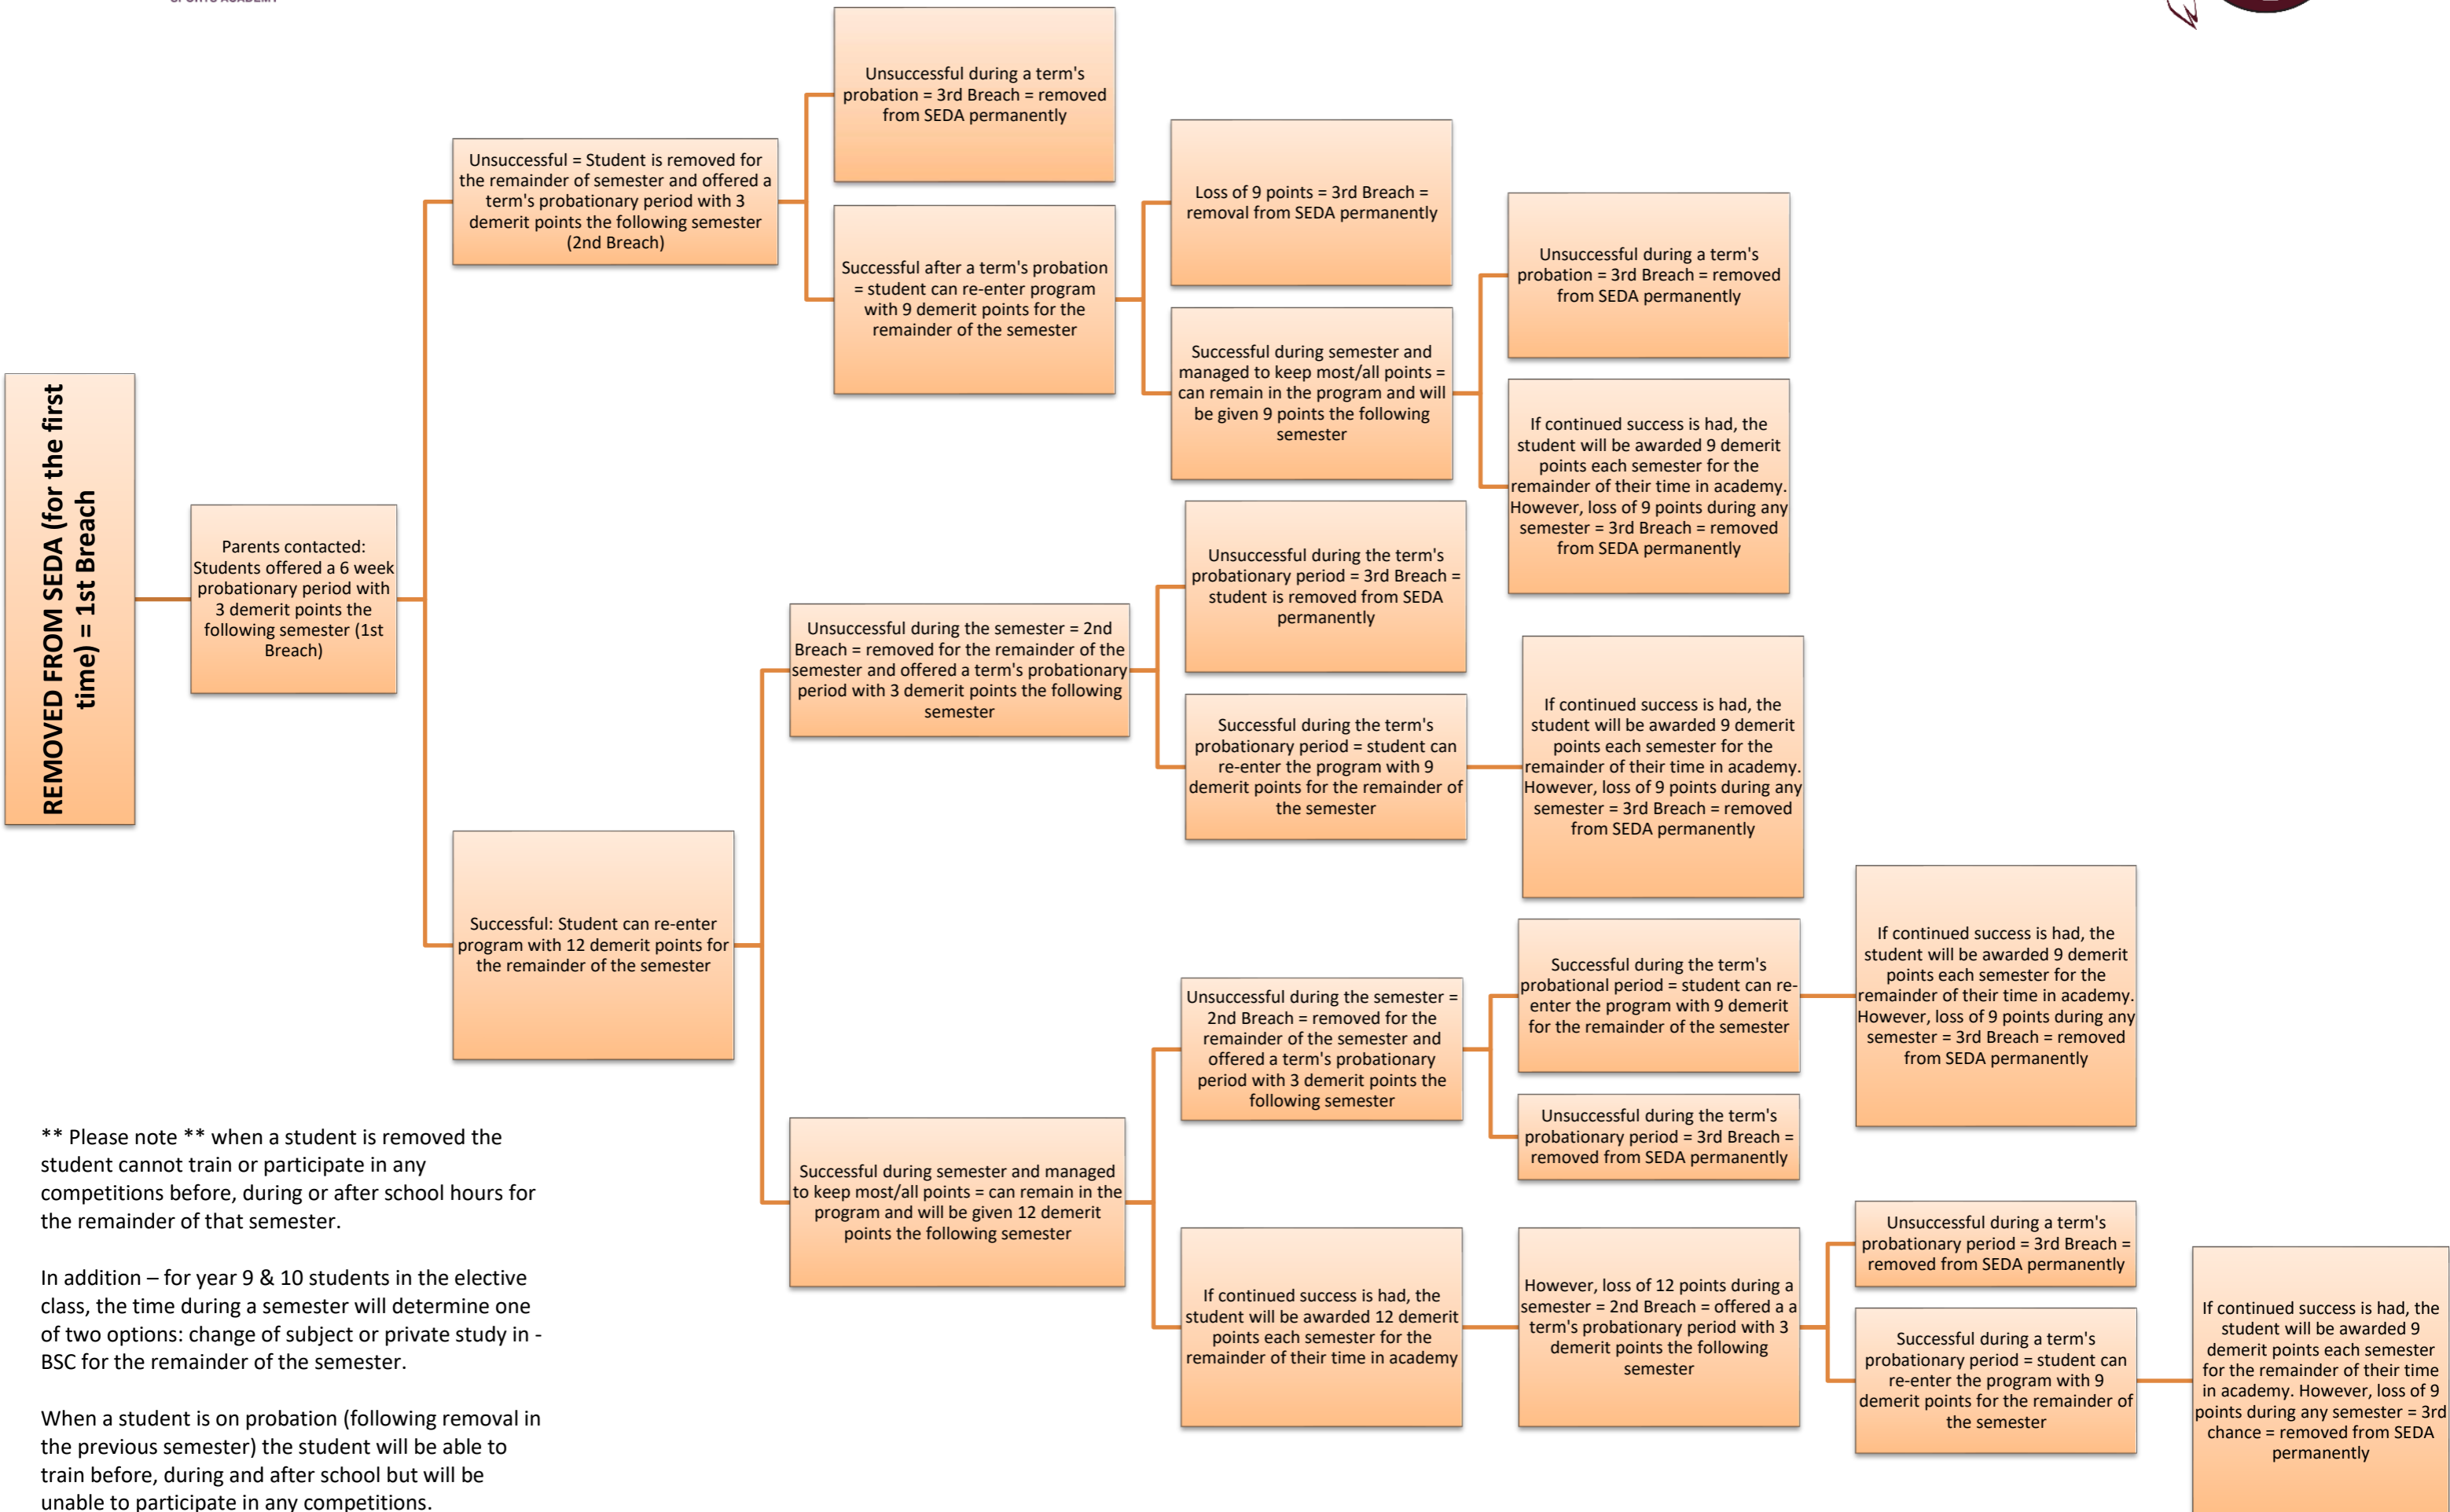 SPORTS ACADEMY
REMOVED FROM SEDA (for the first
time) = 1st Breach
Parents contacted:
Students offered a 6 week
probationary period with
3 demerit points the
following semester (1st
Breach)
Unsuccessful = Student is removed for
the remainder of semester and offered a
term's probationary period with 3
demerit points the following semester
(2nd Breach)
Unsuccessful during a term's
probation = 3rd Breach = removed
from SEDA permanently
Successful after a term's probation
= student can re-enter program
with 9 demerit points for the
remainder of the semester
Loss of 9 points = 3rd Breach =
removal from SEDA permanently
Successful during semester and
managed to keep most/all points =
can remain in the program and will
be given 9 points the following
semester
Unsuccessful during a term's
probation = 3rd Breach = removed
from SEDA permanently
If continued success is had, the
student will be awarded 9 demerit
points each semester for the
remainder of their time in academy.
However, loss of 9 points during any
semester = 3rd Breach = removed
from SEDA permanently
Successful: Student can re-enter
program with 12 demerit points for
the remainder of the semester
Unsuccessful during the semester = 2nd
Breach = removed for the remainder of the
semester and offered a term's probationary
period with 3 demerit points the following
semester
Unsuccessful during the term's
probationary period = 3rd Breach =
student is removed from SEDA
permanently
Successful during the term's
probationary period = student can
re-enter the program with 9
demerit points for the remainder of
the semester
If continued success is had, the
student will be awarded 9 demerit
points each semester for the
remainder of their time in academy.
However, loss of 9 points during any
semester = 3rd Breach = removed
from SEDA permanently
Successful during semester and managed
to keep most/all points = can remain in the
program and will be given 12 demerit
points the following semester
Unsuccessful during the semester =
2nd Breach = removed for the
remainder of the semester and
offered a term's probationary
period with 3 demerit points the
following semester
Successful during the term's
probational period = student can re-
enter the program with 9 demerit
for the remainder of the semester
If continued success is had, the
student will be awarded 9 demerit
points each semester for the
remainder of their time in academy.
However, loss of 9 points during any
semester = 3rd Breach = removed
from SEDA permanently
Unsuccessful during the term's
probationary period = 3rd Breach =
removed from SEDA permanently
If continued success is had, the
student will be awarded 12 demerit
points each semester for the
remainder of their time in academy
However, loss of 12 points during a
semester = 2nd Breach = offered a a
term's probationary period with 3
demerit points the following
semester
Unsuccessful during a term's
probationary period = 3rd Breach =
removed from SEDA permanently
Successful during a term's
probationary period = student can
re-enter the program with 9
demerit points for the remainder of
the semester
If continued success is had, the
student will be awarded 9
demerit points each semester
for the remainder of their time
in academy. However, loss of 9
points during any semester = 3rd
chance = removed from SEDA
permanently
** Please note ** when a student is removed the
student cannot train or participate in any
competitions before, during or after school hours for
the remainder of that semester.
In addition – for year 9 & 10 students in the elective
class, the time during a semester will determine one
of two options: change of subject or private study in -
BSC for the remainder of the semester.
When a student is on probation (following removal in
the previous semester) the student will be able to
train before, during and after school but will be
unable to participate in any competitions.